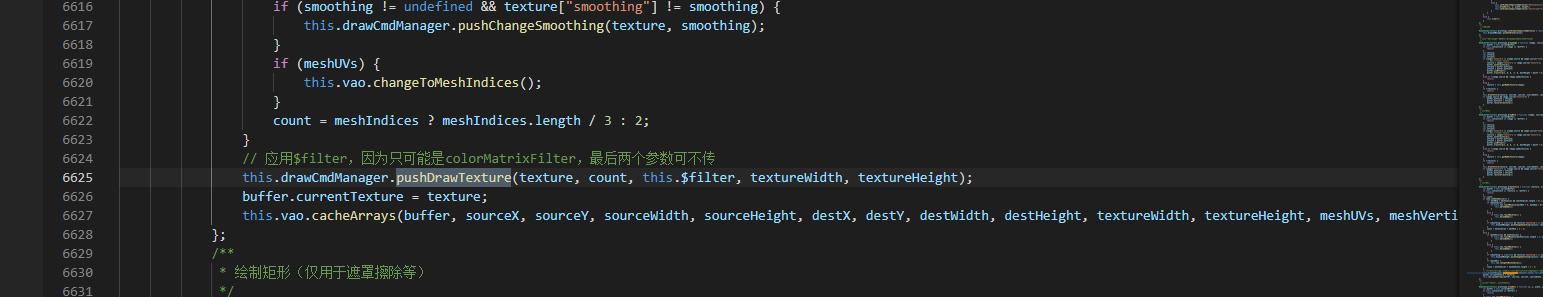 6616 if (smoothing != undefined && texture["smoothing"] != smoothing) {
6617 this.drawCmdManager.pushChangeSmoothing(texture, smoothing);
6618 }
6619 if (meshUVs) {
6620 this.vao.changeToMeshIndices();
6621 }
6622 count = meshIndices ? meshIndices.length / 3 : 2;
6623 }
6624 // 应用$filter，因为只可能是colorMatrixFilter，最后两个参数可不传
6625 this.drawCmdManager.pushDrawTexture(texture, count, this.$filter, textureWidth, textureHeight);
6626 buffer.currentTexture = texture;
6627 this.vao.cacheArrays(buffer, sourceX, sourceY, sourceWidth, sourceHeight, destX, destY, destWidth, destHeight, textureWidth, textureHeight, meshUVs, meshVerti
6628 };
6629 /**
6630 * 绘制矩形（仅用于遮罩擦除等）
6631 */